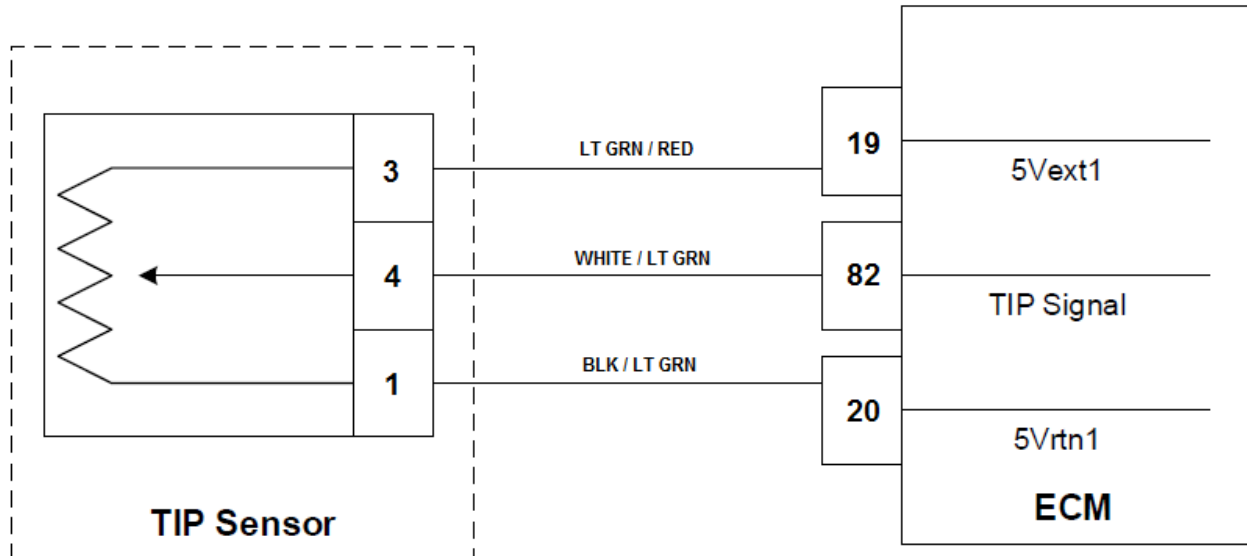 3
LT GRN / RED
19
5Vext1
4
WHITE / LT GRN
82
TIP Signal
1
BLK / LT GRN
20
5Vrtn1
TIP Sensor
ECM